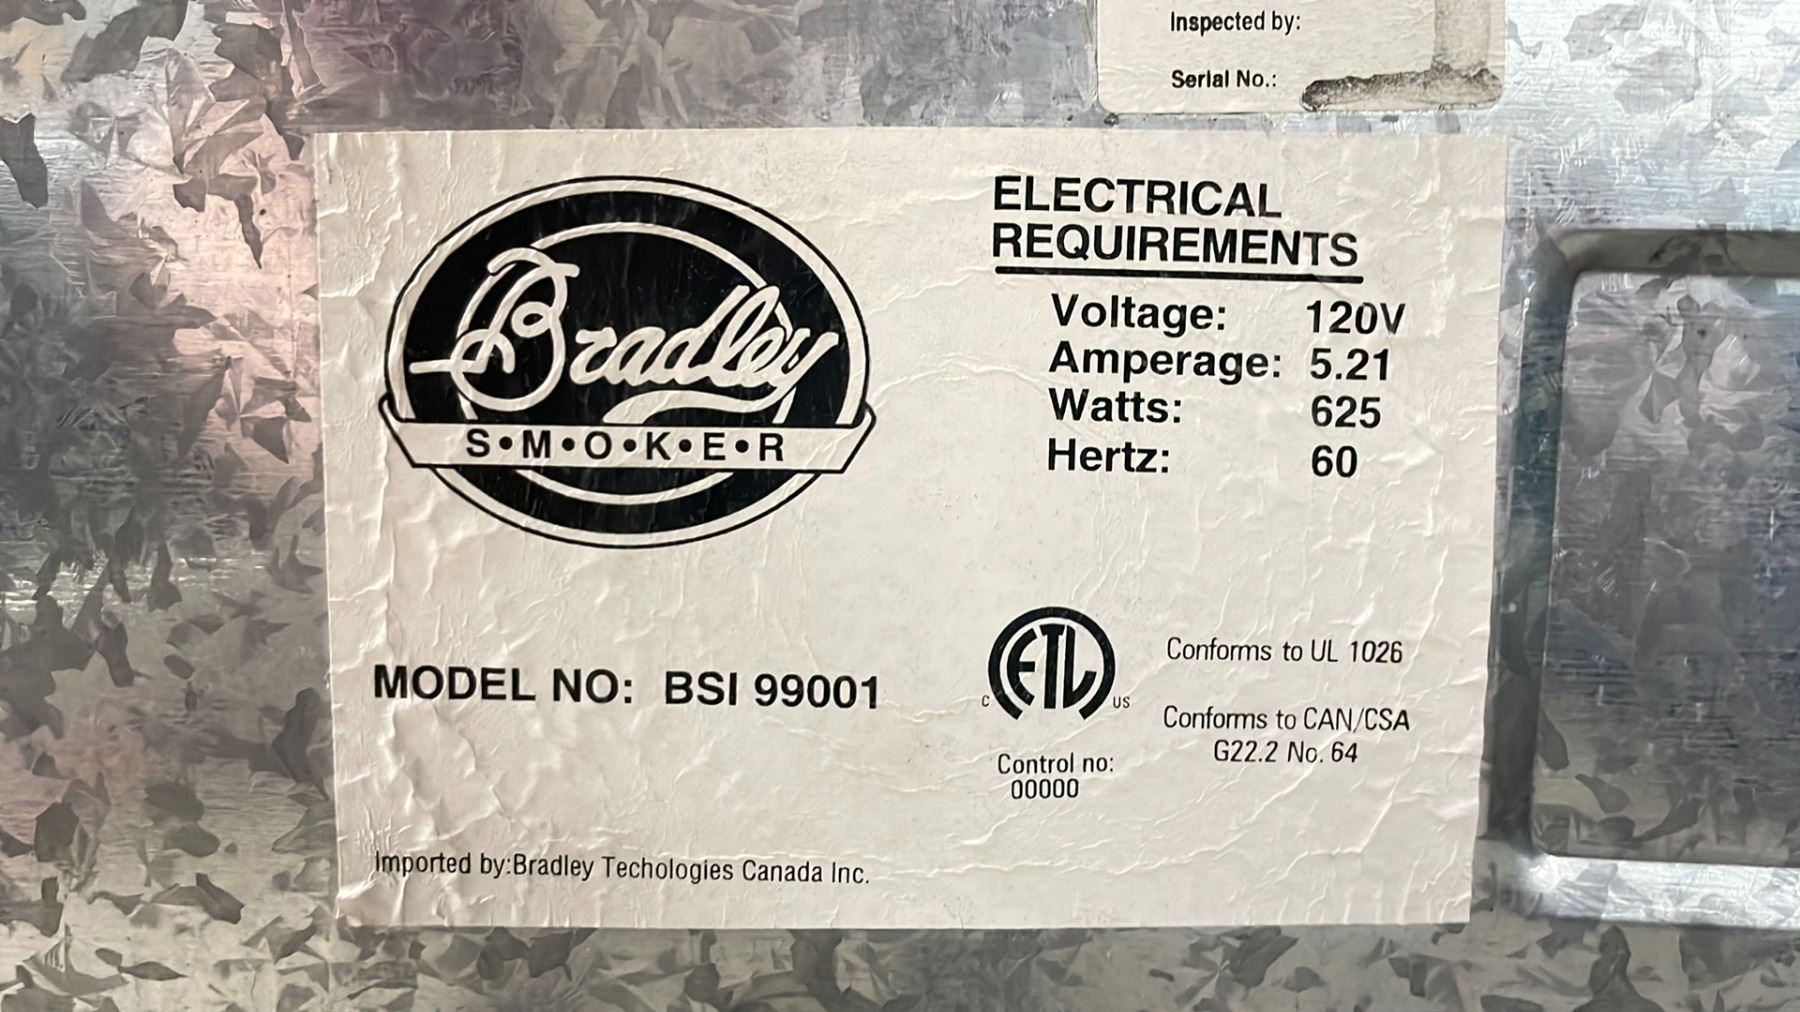 Inspected by:
Serial No.:
Bradley
S•M•O•K•E•R
ELECTRICAL
REQUIREMENTS
Voltage: 120V
Amperage: 5.21
Watts: 625
Hertz: 60
MODEL NO: BSI 99001
C ETL US
Control no:
00000
Conforms to UL 1026
Conforms to CAN/CSA
G22.2 No. 64
Imported by:Bradley Techologies Canada Inc.